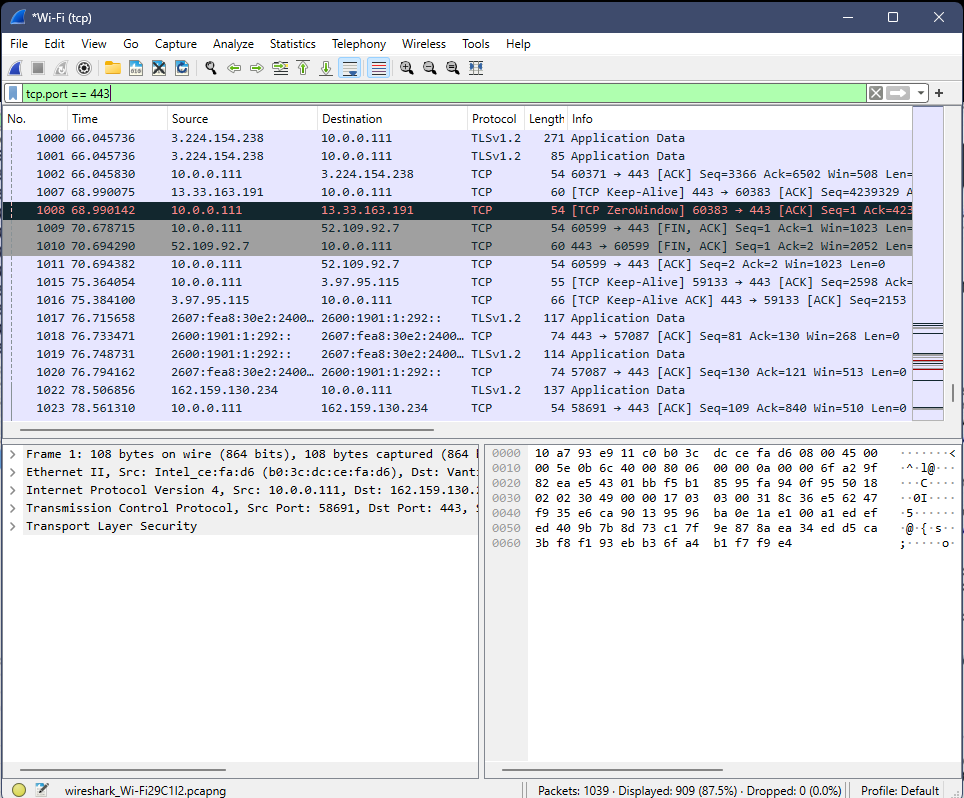 *Wi-Fi (tcp)
File Edit View Go Capture Analyze Statistics Telephony Wireless Tools Help
tcp.port == 443
No. Time Source Destination Protocol Length Info
1000 66.045736 3.224.154.238 10.0.0.111 TLSv1.2 271 Application Data
1001 66.045736 3.224.154.238 10.0.0.111 TLSv1.2 85 Application Data
1002 66.045830 10.0.0.111 3.224.154.238 TCP 54 60371 → 443 [ACK] Seq=3366 Ack=6502 Win=508 Len=
1007 68.990075 13.33.163.191 10.0.0.111 TCP 60 [TCP Keep-Alive] 443 → 60383 [ACK] Seq=4239329 A
1008 68.990142 10.0.0.111 13.33.163.191 TCP 54 [TCP ZeroWindow] 60383 → 443 [ACK] Seq=1 Ack=423
1009 70.678715 10.0.0.111 52.109.92.7 TCP 54 60599 → 443 [FIN, ACK] Seq=1 Ack=1 Win=1023 Len=
1010 70.694290 52.109.92.7 10.0.0.111 TCP 60 443 → 60599 [FIN, ACK] Seq=1 Ack=2 Win=2052 Len=
1011 70.694382 10.0.0.111 52.109.92.7 TCP 54 60599 → 443 [ACK] Seq=2 Ack=2 Win=1023 Len=0
1015 75.364054 10.0.0.111 3.97.95.115 TCP 55 [TCP Keep-Alive] 59133 → 443 [ACK] Seq=2598 Ack=
1016 75.384100 3.97.95.115 10.0.0.111 TCP 66 [TCP Keep-Alive ACK] 443 → 59133 [ACK] Seq=2153
1017 76.715658 2607:fea8:30e2:2400… 2600:1901:1:292:: TLSv1.2 117 Application Data
1018 76.733471 2600:1901:1:292:: 2607:fea8:30e2:2400… TCP 74 443 → 57087 [ACK] Seq=81 Ack=130 Win=268 Len=0
1019 76.748731 2600:1901:1:292:: 2607:fea8:30e2:2400… TLSv1.2 114 Application Data
1020 76.794162 2607:fea8:30e2:2400… 2600:1901:1:292:: TCP 74 57087 → 443 [ACK] Seq=130 Ack=121 Win=513 Len=0
1022 78.506856 162.159.130.234 10.0.0.111 TLSv1.2 137 Application Data
1023 78.561310 10.0.0.111 162.159.130.234 TCP 54 58691 → 443 [ACK] Seq=109 Ack=840 Win=510 Len=0
Frame 1: 108 bytes on wire (864 bits), 108 bytes captured (864
Ethernet II, Src: Intel_ce:fa:d6 (b0:3c:dc:ce:fa:d6), Dst: Vanti
Internet Protocol Version 4, Src: 10.0.0.111, Dst: 162.159.130.
Transmission Control Protocol, Src Port: 58691, Dst Port: 443,
Transport Layer Security
0000 10 a7 93 e9 11 c0 b0 3c dc ce fa d6 08 00 45 00 ·······<
0010 00 5e 0b 6c 40 00 80 06 00 00 0a 00 00 6f a2 9f ·^·l@···
0020 82 ea e5 43 01 bb f5 b1 85 95 fa 94 0f 95 50 18 ···C····
0030 02 02 30 49 00 00 17 03 03 00 31 8c 36 e5 62 47 ··0I····
0040 f9 35 e6 ca 90 13 95 96 ba 0e 1a e1 00 a1 ed ef ·5······
0050 ed 40 9b 7b 8d 73 c1 7f 9e 87 8a ea 34 ed d5 ca ·@·{·s··
0060 3b f8 f1 93 eb b3 6f a4 b1 f7 f9 e4 ;·····o·
wireshark_Wi-Fi29C1I2.pcapng Packets: 1039 · Displayed: 909 (87.5%) · Dropped: 0 (0.0%) Profile: Default